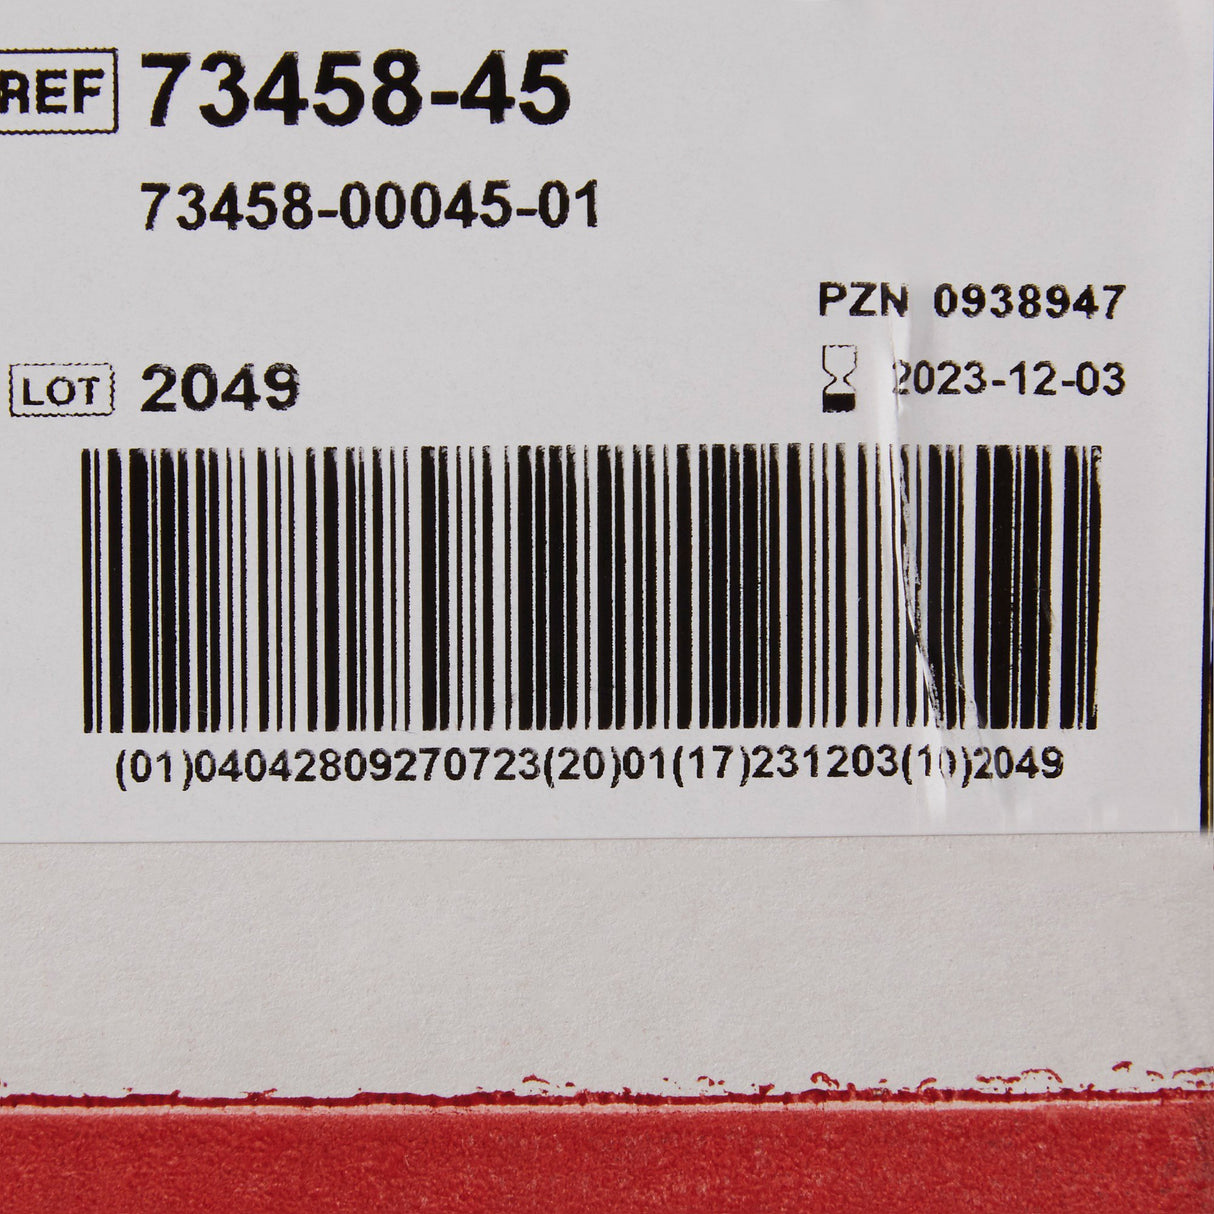 REF 73458-45
73458-00045-01
PZN 0938947
LOT 2049 2023-12-03
(01)04042809270723(20)01(17)231203(10)2049